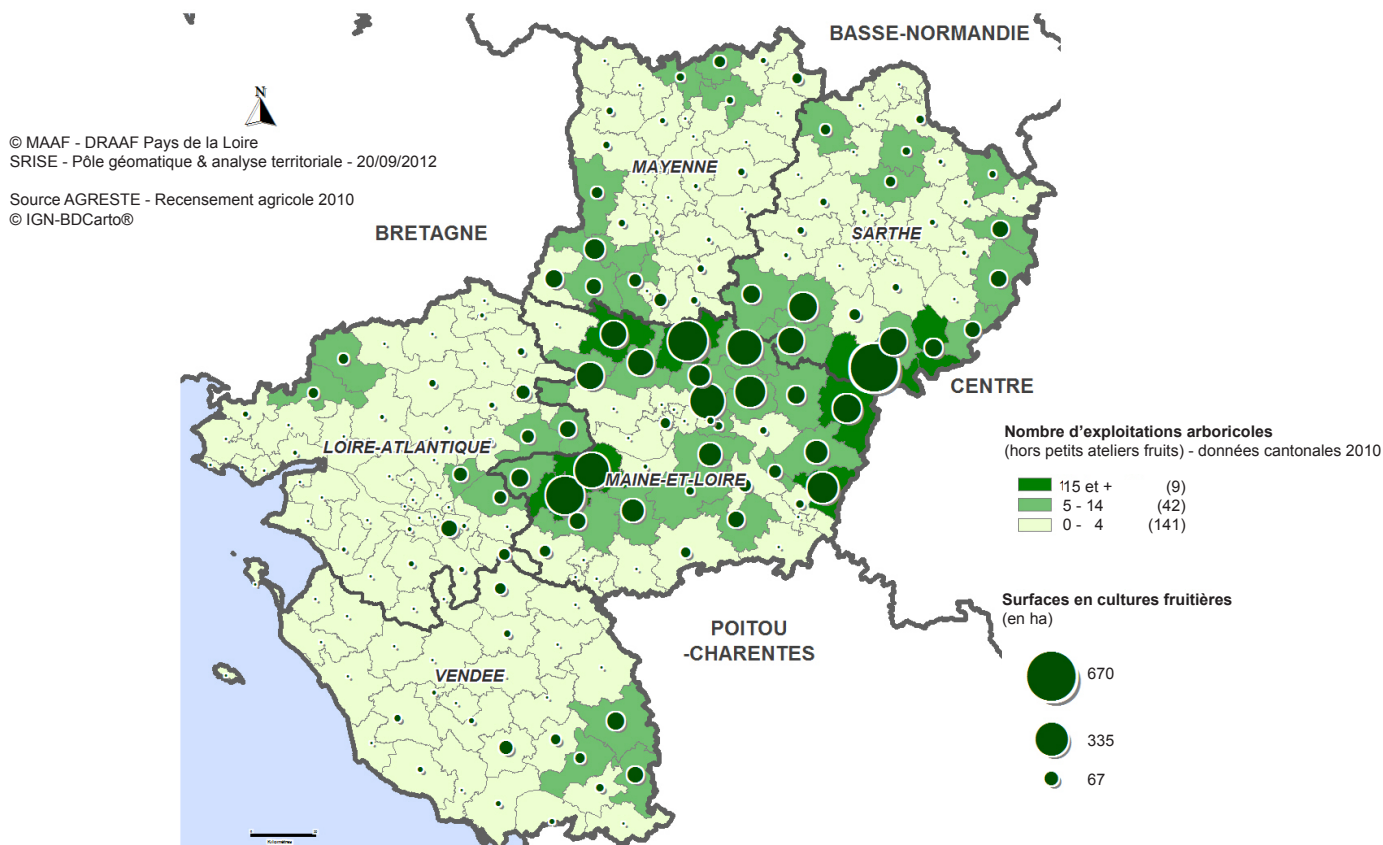 BASSE-NORMANDIE
N
© MAAF - DRAAF Pays de la Loire
SRISE - Pôle géomatique & analyse territoriale - 20/09/2012
Source AGRESTE - Recensement agricole 2010
© IGN-BDCarto®
MAYENNE
BRETAGNE
SARTHE
CENTRE
LOIRE-ATLANTIQUE
MAINE-ET-LOIRE
Nombre d'exploitations arboricoles
(hors petits ateliers fruits) - données cantonales 2010
15 et + (9)
5 - 14 (42)
0 - 4 (141)
Surfaces en cultures fruitières
(en ha)
670
335
67
POITOU
-CHARENTES
VENDEE
Kilomètres